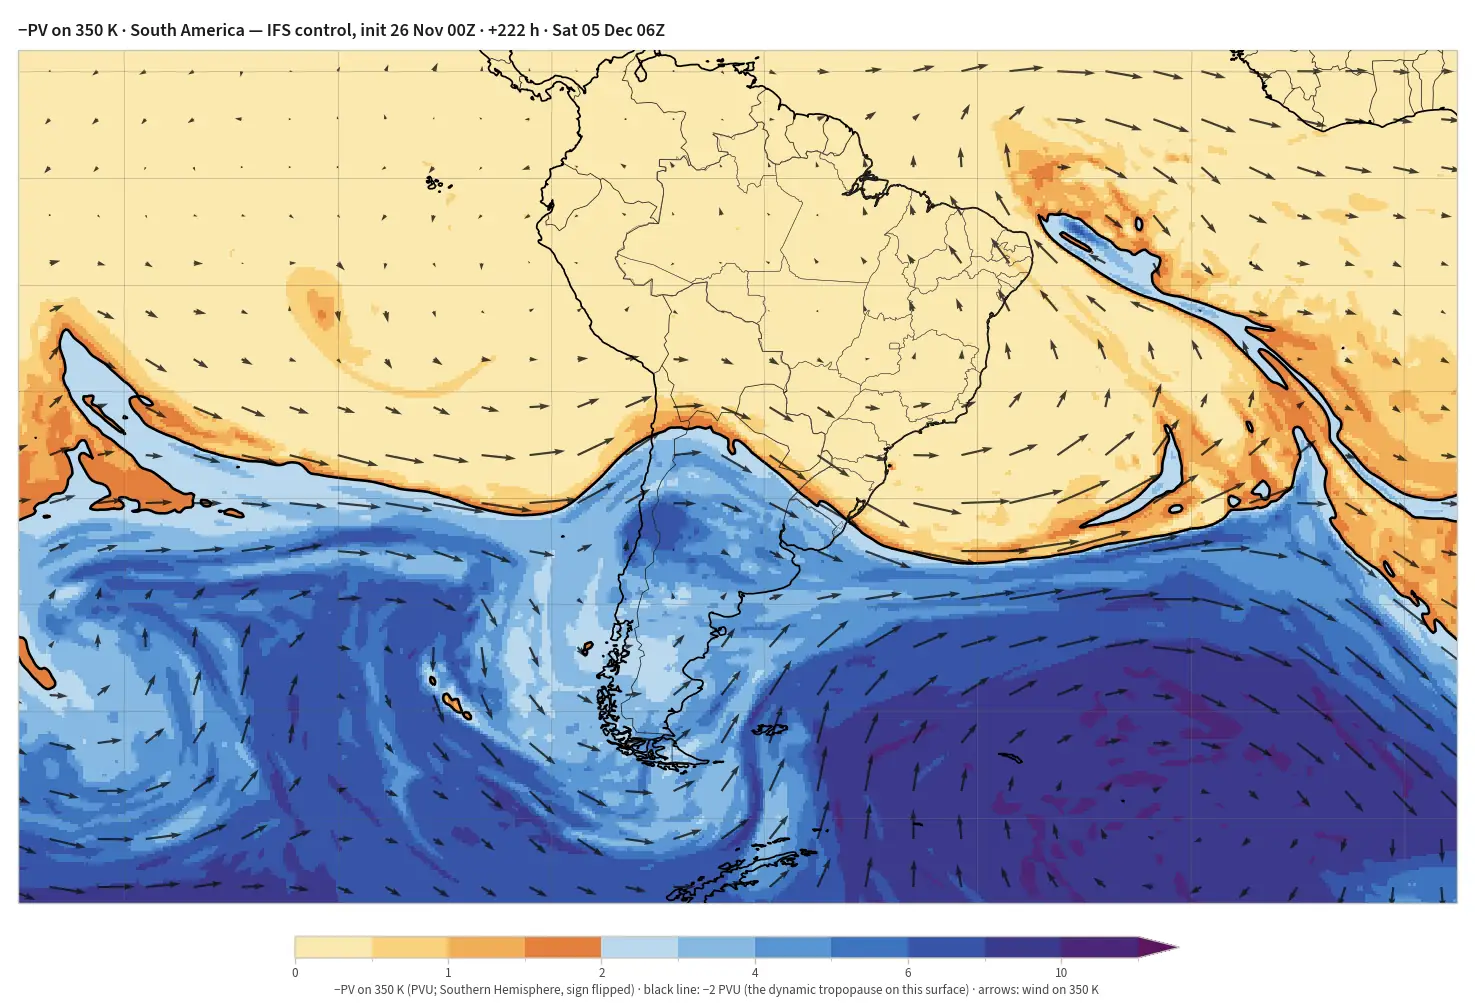 −PV on 350 K · South America — IFS control, init 26 Nov 00Z · +222 h · Sat 05 Dec 06Z
0 1 2 4 6 10
−PV on 350 K (PVU; Southern Hemisphere, sign flipped) · black line: −2 PVU (the dynamic tropopause on this surface) · arrows: wind on 350 K